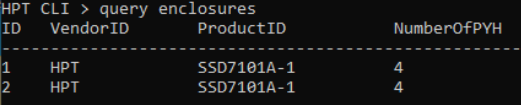 HPT CLI > query enclosures
ID VendorID ProductID NumberOfPYH
-------------------------------------------------------------
1 HPT SSD7101A-1 4
2 HPT SSD7101A-1 4